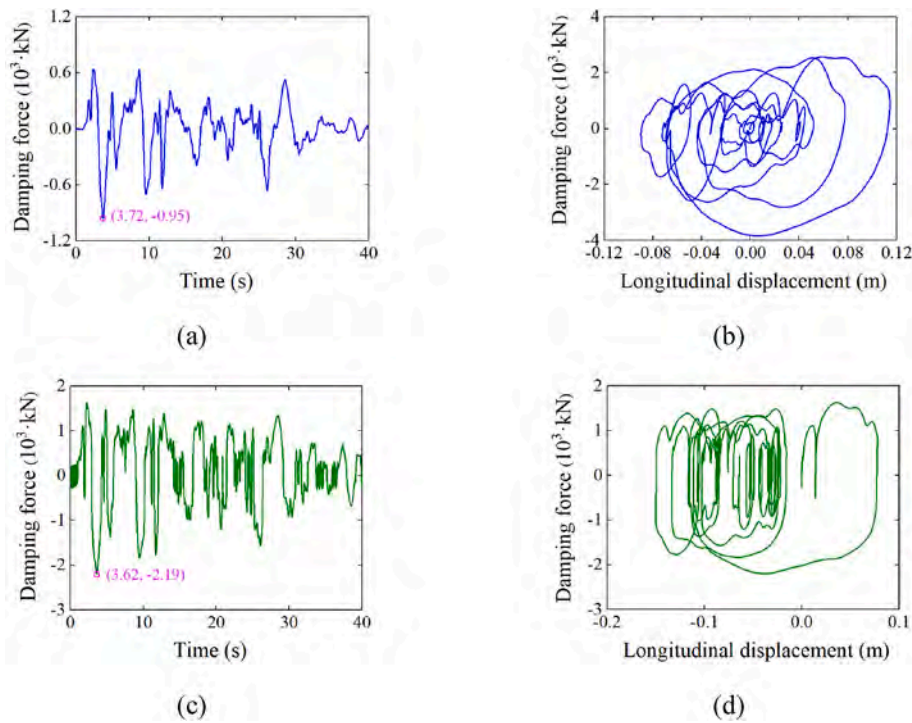 1.2
0.6
0.0
-0.6
-1.2
Damping force (10³·kN)
(3.72, -0.95)
0 10 20 30 40
Time (s)
(a)
4
2
0
-2
-4
Damping force (10³·kN)
-0.12 -0.08 -0.04 0.00 0.04 0.08 0.12
Longitudinal displacement (m)
(b)
2
1
0
-1
-2
-3
Damping force (10³·kN)
(3.62, -2.19)
0 10 20 30 40
Time (s)
(c)
2
1
0
-1
-2
-3
Damping force (10³·kN)
-0.2 -0.1 0.0 0.1
Longitudinal displacement (m)
(d)